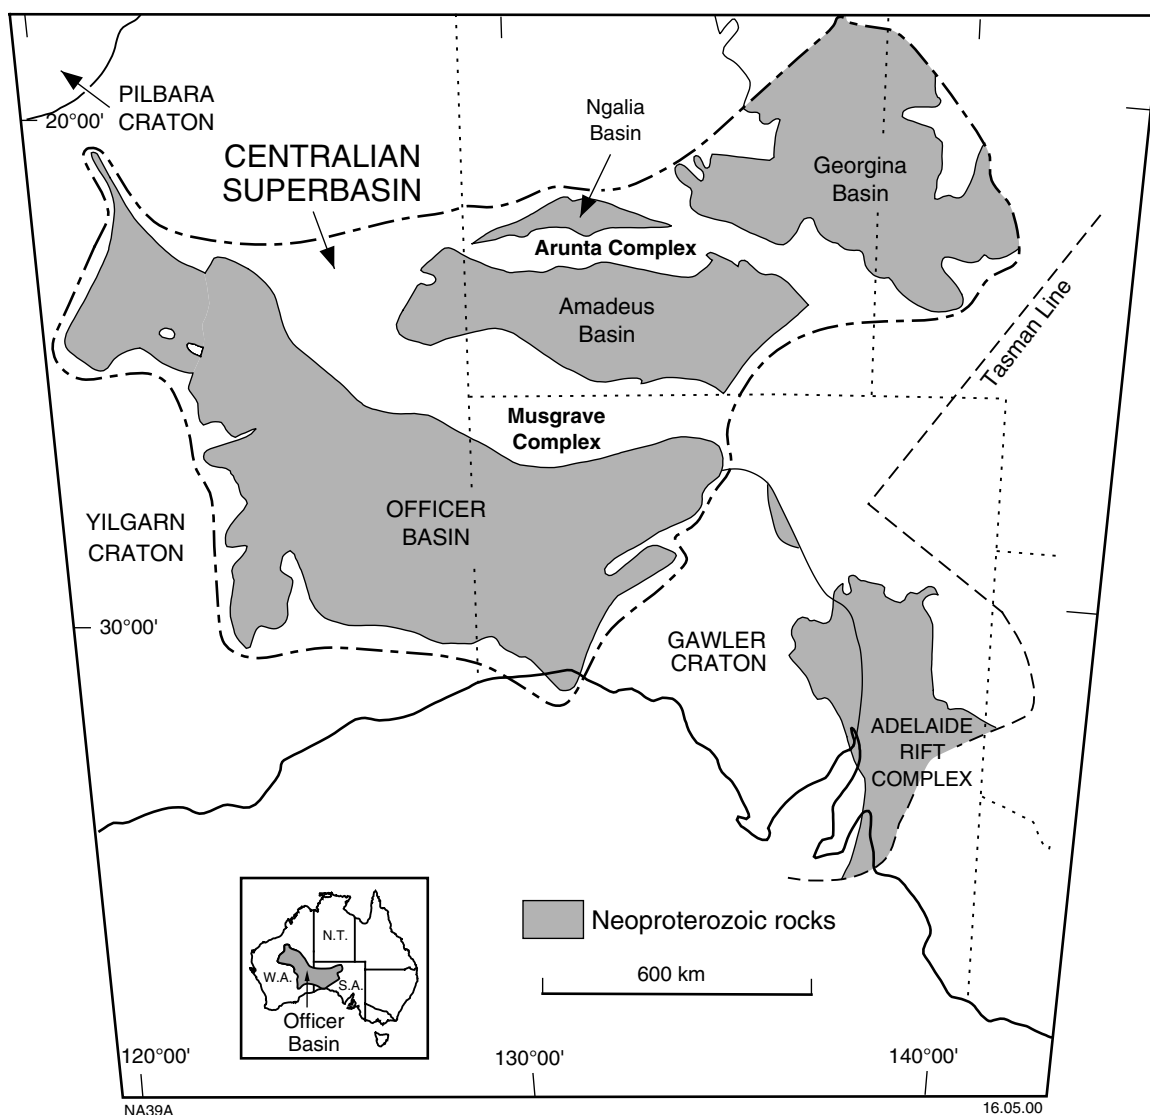 PILBARA
CRATON
20°00'
CENTRALIAN
SUPERBASIN
Ngalia
Basin
Georgina
Basin
Arunta Complex
Amadeus
Basin
Tasman Line
Musgrave
Complex
OFFICER
BASIN
YILGARN
CRATON
30°00'
GAWLER
CRATON
ADELAIDE
RIFT
COMPLEX
N.T.
W.A.
S.A.
Officer
Basin
Neoproterozoic rocks
600 km
120°00'
130°00'
140°00'
NA39A
16.05.00